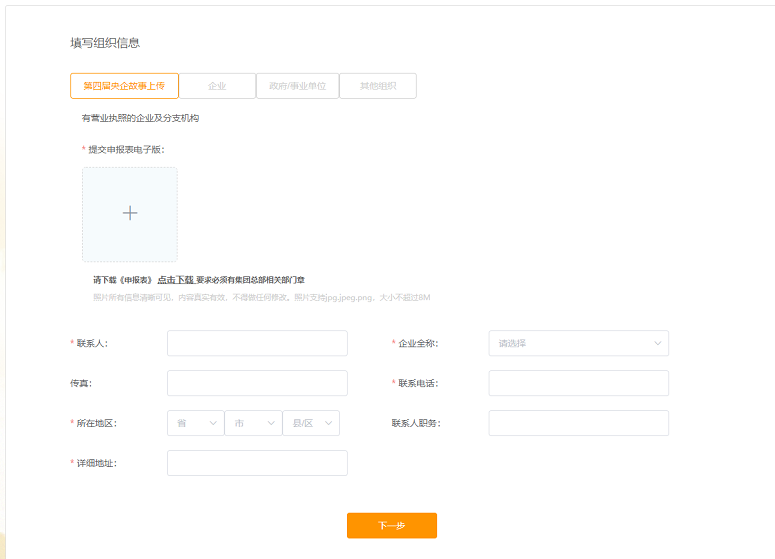 填写组织信息
第四届央企故事上传 企业 政府/事业单位 其他组织
有营业执照的企业及分支机构
* 提交申报表电子版：
请下载《申报表》 点击下载 要求必须有集团总部相关部门章
照片所有信息清晰可见，内容真实有效，不得做任何修改。照片支持jpg,jpeg,png，大小不超过8M
* 联系人： * 企业全称： 请选择
传真： * 联系电话：
* 所在地区： 省 市 县/区 联系人职务：
* 详细地址：
下一步